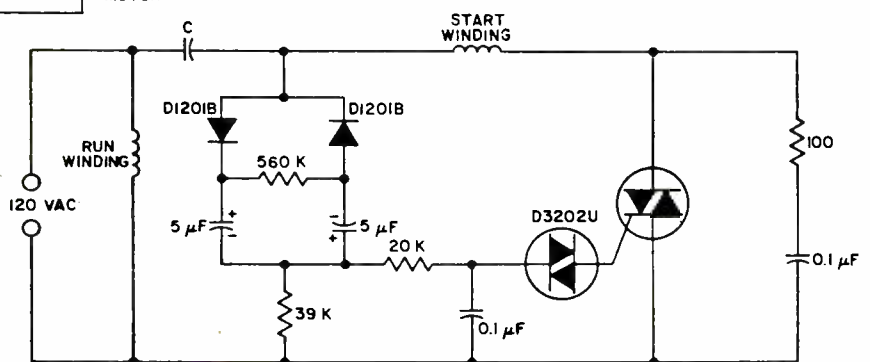 C
START
WINDING
D1201B
D1201B
RUN
WINDING
560 K
100
120 VAC
5 µF
+
-
-
+
5 µF
D3202U
20 K
0.1 µF
39 K
0.1 µF